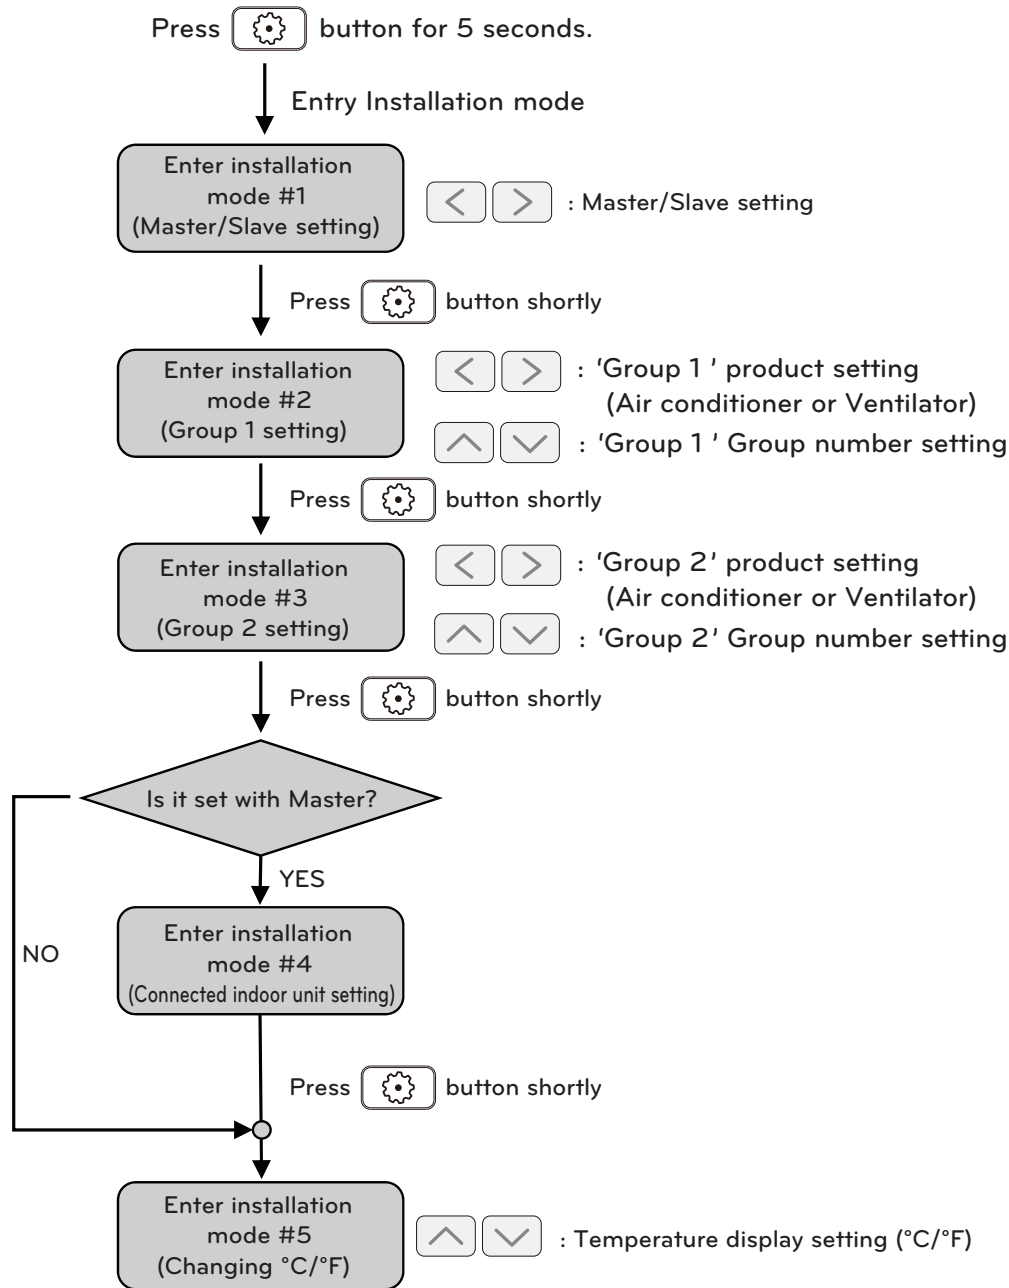 Press button for 5 seconds.
Entry Installation mode
Enter installation
mode #1
(Master/Slave setting)
< > : Master/Slave setting
Press button shortly
Enter installation
mode #2
(Group 1 setting)
< > : 'Group 1 ' product setting
(Air conditioner or Ventilator)
: 'Group 1 ' Group number setting
Press button shortly
Enter installation
mode #3
(Group 2 setting)
< > : 'Group 2' product setting
(Air conditioner or Ventilator)
: 'Group 2' Group number setting
Press button shortly
Is it set with Master?
YES
NO
Enter installation
mode #4
(Connected indoor unit setting)
Press button shortly
Enter installation
mode #5
(Changing °C/°F)
: Temperature display setting (°C/°F)